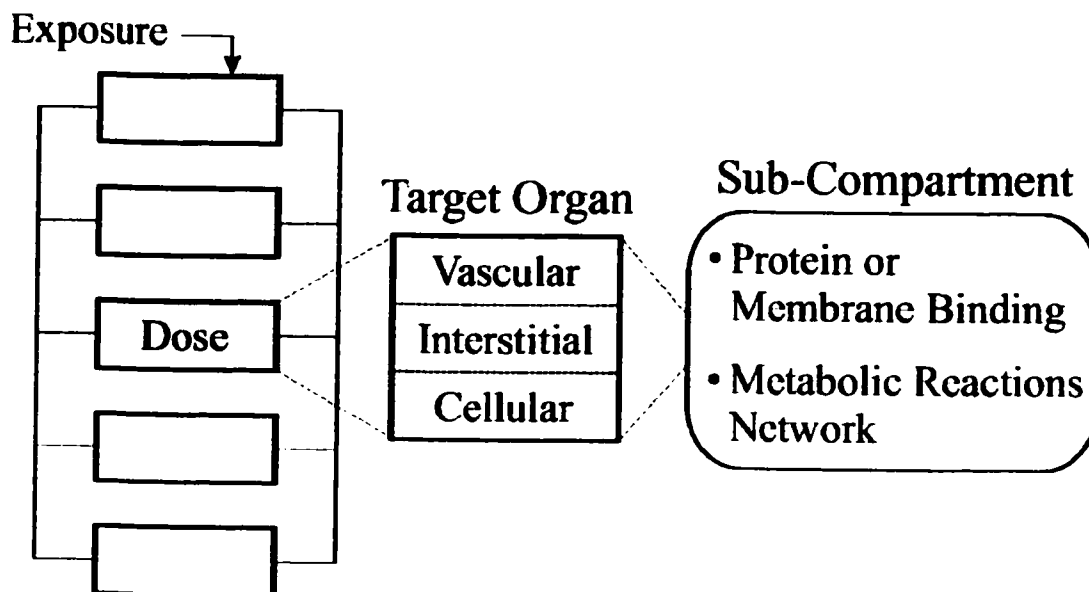 Exposure
Dose
Target Organ
Vascular
Interstitial
Cellular
Sub-Compartment
• Protein or
Membrane Binding
• Metabolic Reactions
Network